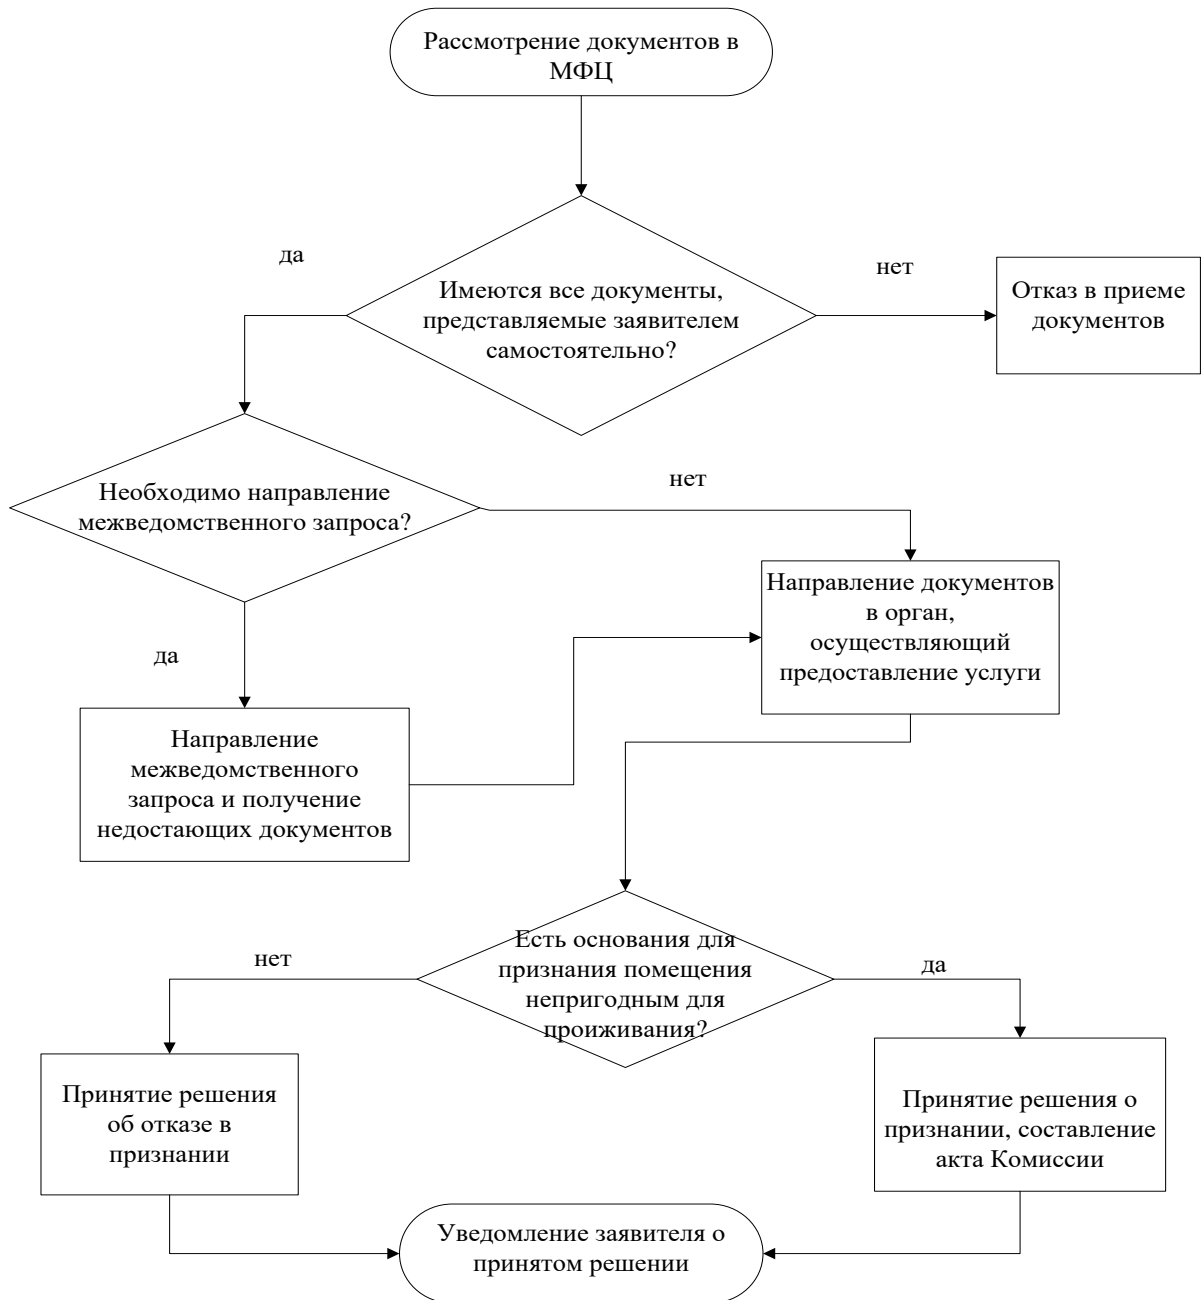 Рассмотрение документов в
МФЦ
да
нет
Имеются все документы,
представляемые заявителем
самостоятельно?
Отказ в приеме
документов
Необходимо направление
межведомственного запроса?
нет
Направление документов
в орган,
осуществляющий
предоставление услуги
да
Направление
межведомственного
запроса и получение
недостающих документов
Есть основания для
признания помещения
непригодным для
проиживания?
нет
да
Принятие решения
об отказе в
признании
Принятие решения о
признании, составление
акта Комиссии
Уведомление заявителя о
принятом решении